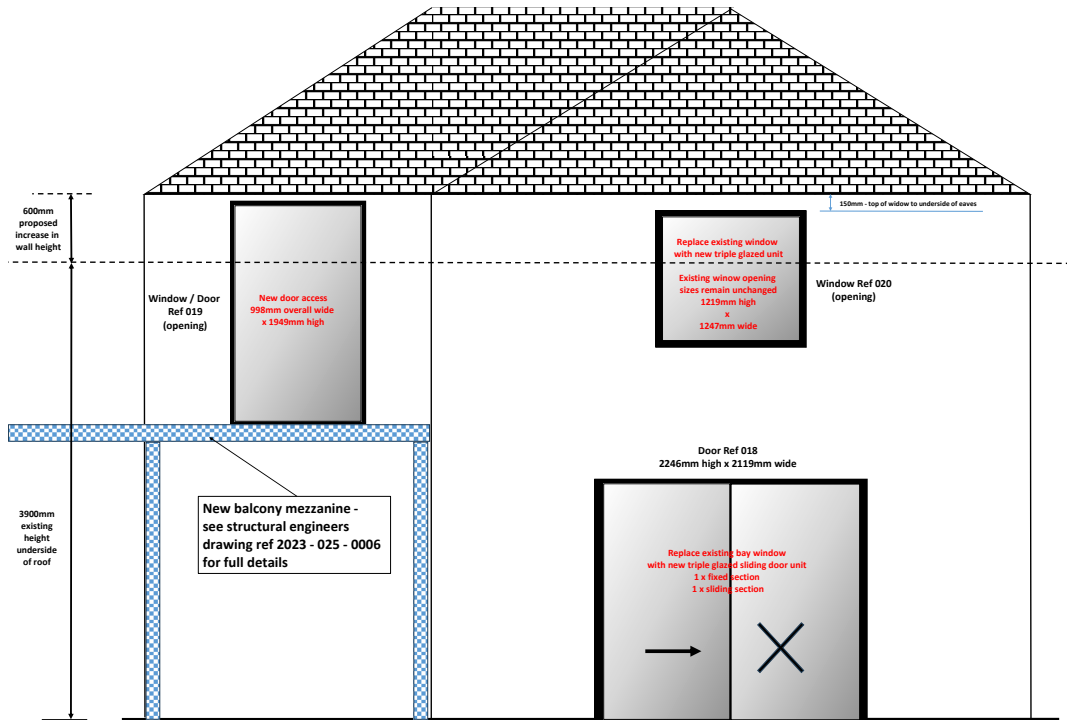 600mm
proposed
increase in
wall height
150mm - top of widow to underside of eaves
Replace existing window
with new triple glazed unit
Existing winow opening
sizes remain unchanged
1219mm high
x
1247mm wide
Window Ref 020
(opening)
Window / Door
Ref 019
(opening)
New door access
998mm overall wide
x 1949mm high
Door Ref 018
2246mm high x 2119mm wide
New balcony mezzanine -
see structural engineers
drawing ref 2023 - 025 - 0006
for full details
3900mm
existing
height
underside
of roof
Replace existing bay window
with new triple glazed sliding door unit
1 x fixed section
1 x sliding section